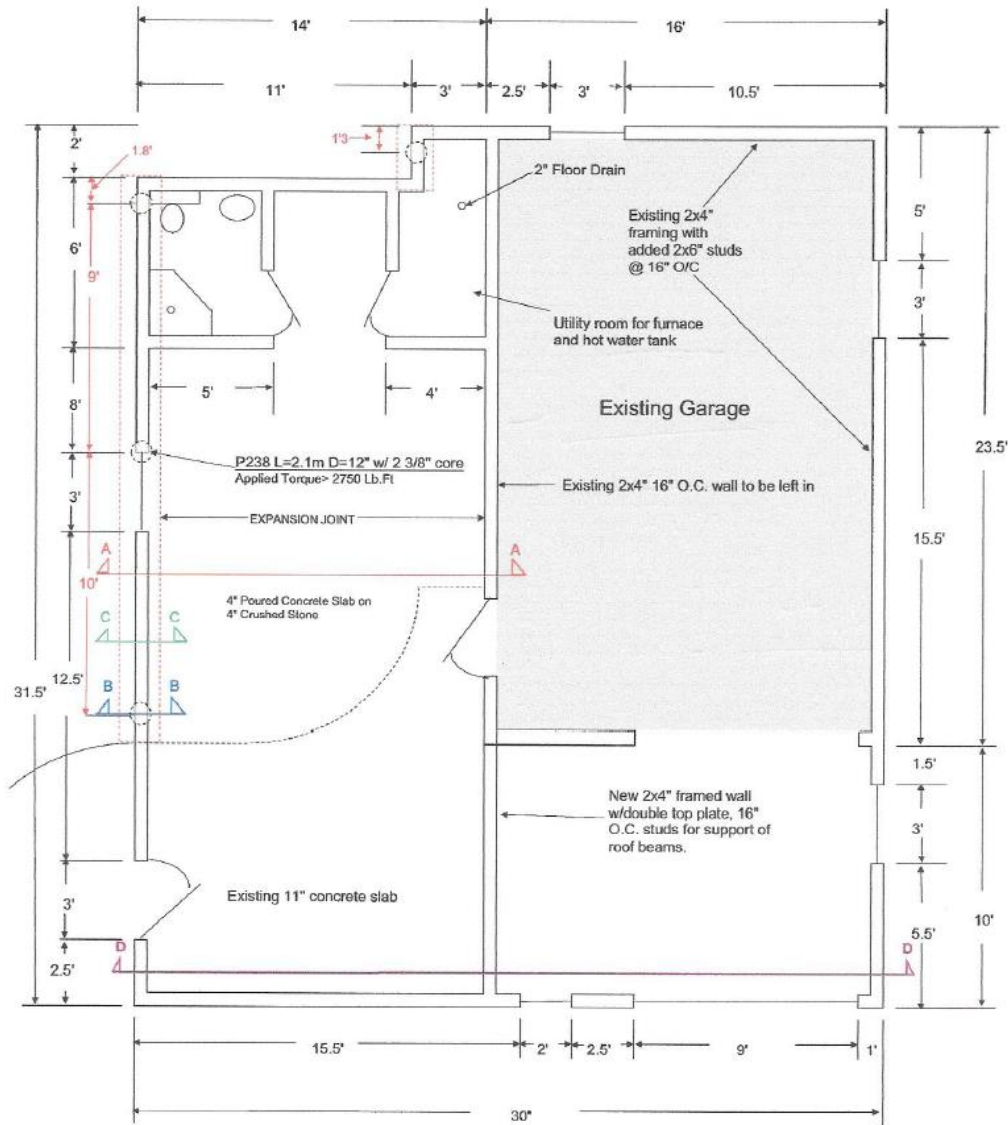 14'
16'
11'
3'
2.5'
3'
10.5'
2'
1.8'
1'3
2" Floor Drain
Existing 2x4"
framing with
added 2x6" studs
@ 16" O/C
5'
6'
9'
3'
Utility room for furnace
and hot water tank
5'
4'
Existing Garage
8'
23.5'
P238 L=2.1m D=12" w/ 2 3/8" core
Applied Torque> 2750 Lb.Ft
Existing 2x4" 16" O.C. wall to be left in
3'
EXPANSION JOINT
15.5'
A
A
10'
4" Poured Concrete Slab on
4" Crushed Stone
C
C
31.5'
12.5'
B
B
1.5'
New 2x4" framed wall
w/double top plate, 16"
O.C. studs for support of
roof beams.
3'
Existing 11" concrete slab
3'
10'
5.5'
D
D
2.5'
15.5'
2'
2.5'
9'
1'
30"